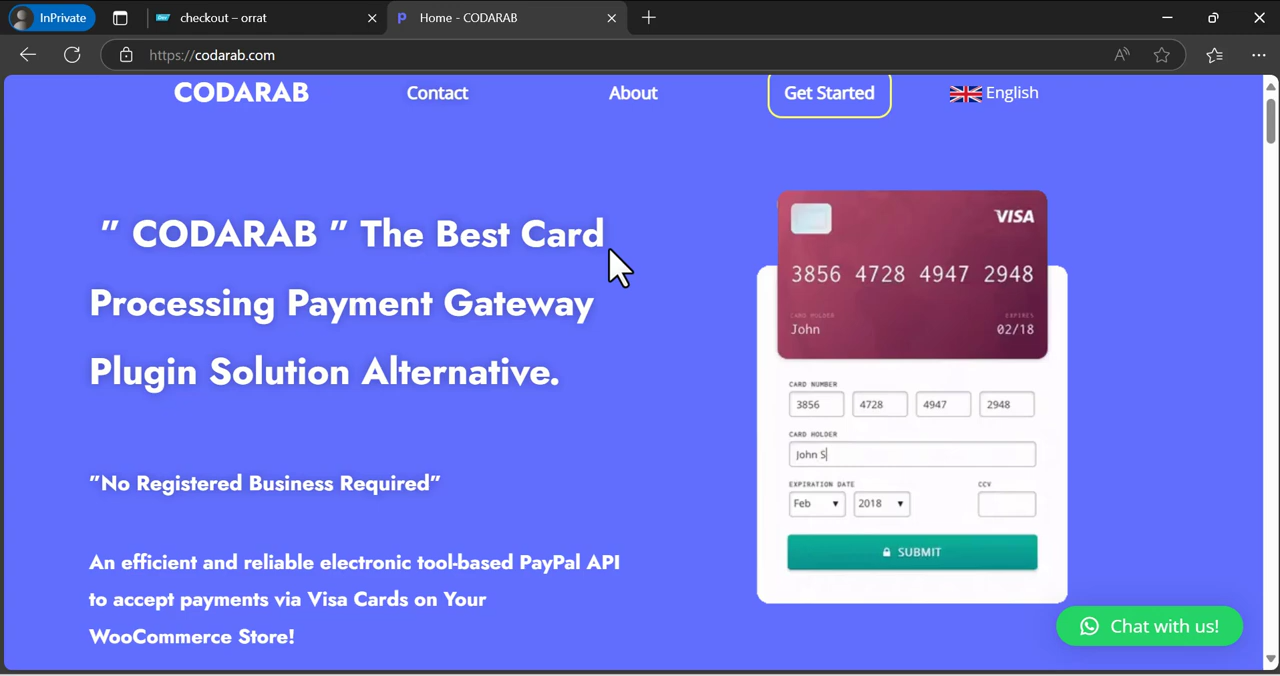 InPrivate
checkout – orrat
Home - CODARAB
https://codarab.com
CODARAB
Contact
About
Get Started
English
” CODARAB ” The Best Card
Processing Payment Gateway
Plugin Solution Alternative.
”No Registered Business Required”
An efficient and reliable electronic tool-based PayPal API
to accept payments via Visa Cards on Your
WooCommerce Store!
VISA
3856 4728 4947 2948
CARD HOLDER
EXPIRES
John
02/18
CARD NUMBER
3856
4728
4947
2948
CARD HOLDER
John S
EXPIRATION DATE
CCV
Feb
2018
SUBMIT
Chat with us!